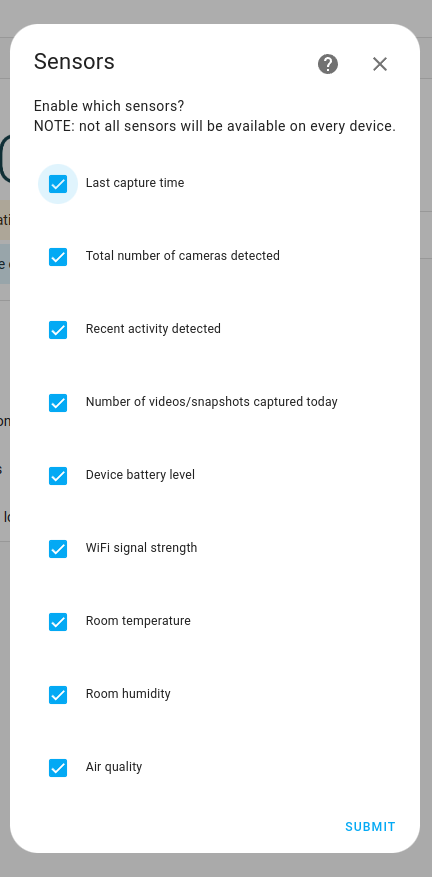 Sensors
Enable which sensors?
NOTE: not all sensors will be available on every device.
Last capture time
Total number of cameras detected
Recent activity detected
Number of videos/snapshots captured today
Device battery level
WiFi signal strength
Room temperature
Room humidity
Air quality
SUBMIT